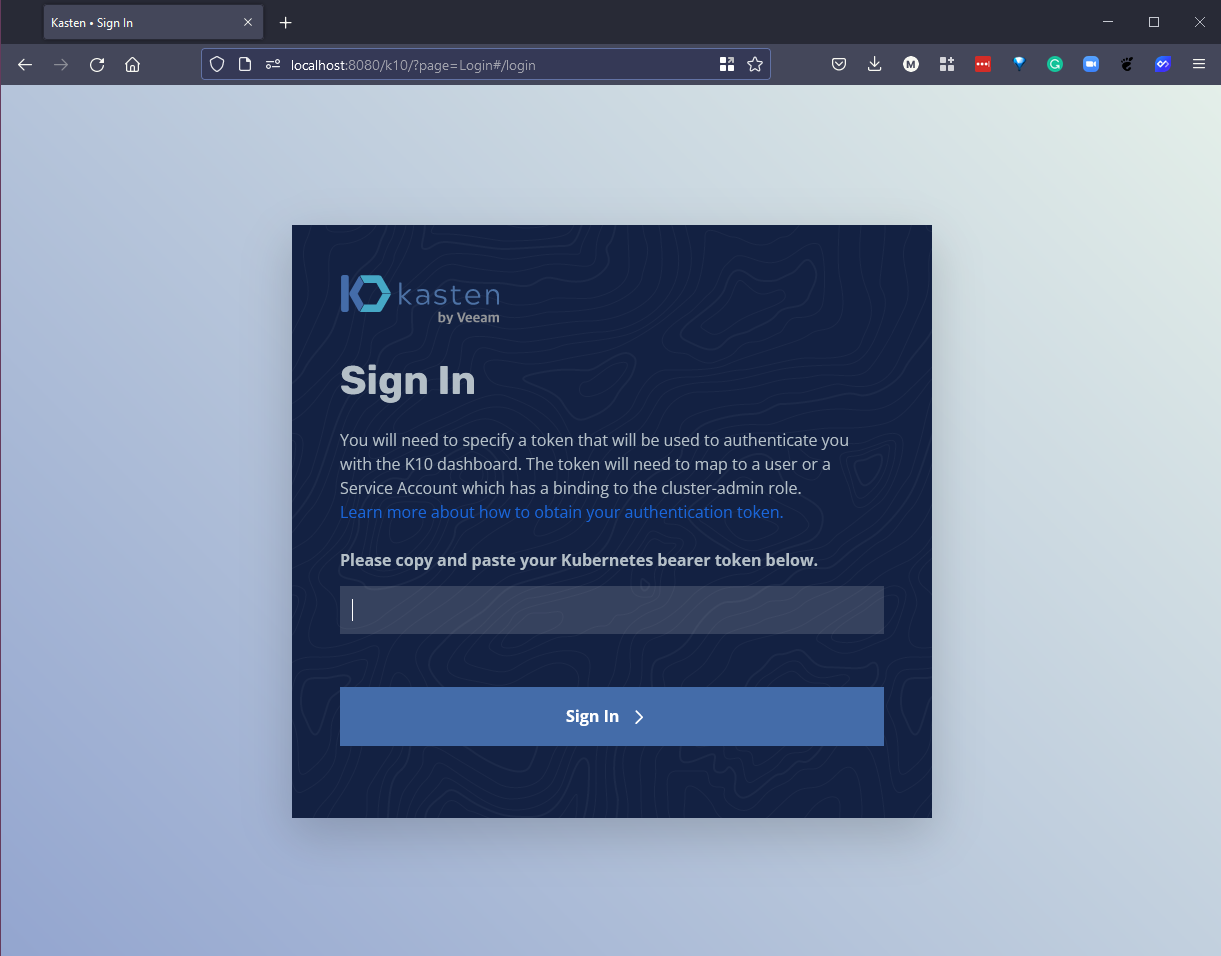 Kasten • Sign In
localhost:8080/k10/?page=Login#/login
M
kasten
by Veeam
Sign In
You will need to specify a token that will be used to authenticate you
with the K10 dashboard. The token will need to map to a user or a
Service Account which has a binding to the cluster-admin role.
Learn more about how to obtain your authentication token.
Please copy and paste your Kubernetes bearer token below.
Sign In